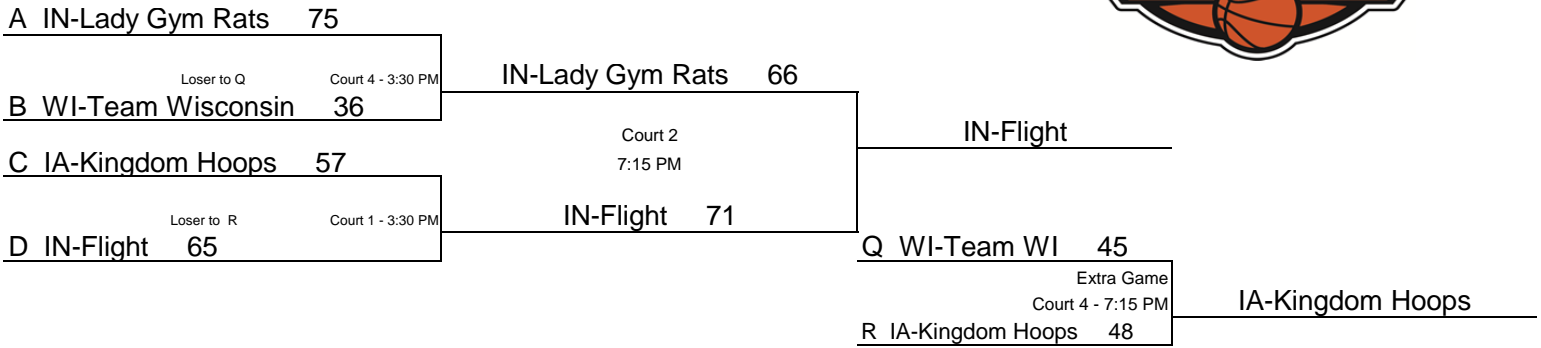 A IN-Lady Gym Rats 75
Loser to Q Court 4 - 3:30 PM
B WI-Team Wisconsin 36
IN-Lady Gym Rats 66
C IA-Kingdom Hoops 57
Loser to R Court 1 - 3:30 PM
D IN-Flight 65
Court 2
7:15 PM
IN-Flight 71
IN-Flight
Q WI-Team WI 45
Extra Game
Court 4 - 7:15 PM
R IA-Kingdom Hoops 48
IA-Kingdom Hoops